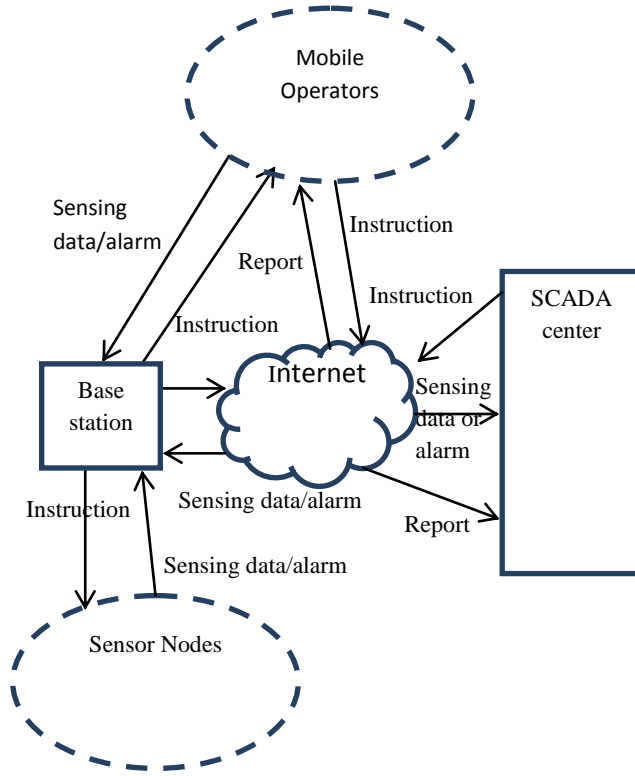 Mobile
Operators
Sensing
data/alarm
Instruction
Report
Instruction
Instruction
SCADA
center
Internet
Base
station
Sensing
data or
alarm
Sensing data/alarm
Instruction
Report
Sensing data/alarm
Sensor Nodes